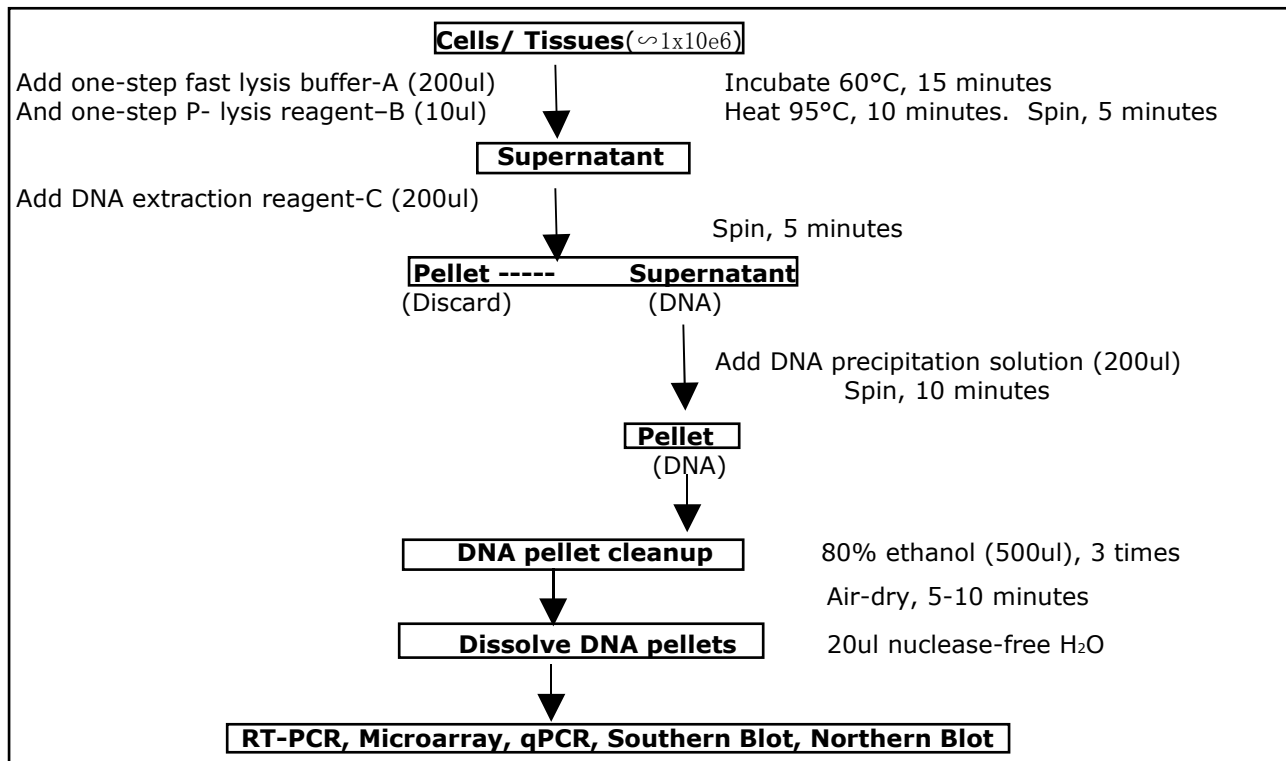 Cells/ Tissues(∽1x10e6)
Add one-step fast lysis buffer-A (200ul)
Incubate 60°C, 15 minutes
And one-step P- lysis reagent–B (10ul)
Heat 95°C, 10 minutes. Spin, 5 minutes
Supernatant
Add DNA extraction reagent-C (200ul)
Spin, 5 minutes
Pellet ----- Supernatant
(Discard) (DNA)
Add DNA precipitation solution (200ul)
Spin, 10 minutes
Pellet
(DNA)
DNA pellet cleanup
80% ethanol (500ul), 3 times
Air-dry, 5-10 minutes
Dissolve DNA pellets
20ul nuclease-free H₂O
RT-PCR, Microarray, qPCR, Southern Blot, Northern Blot